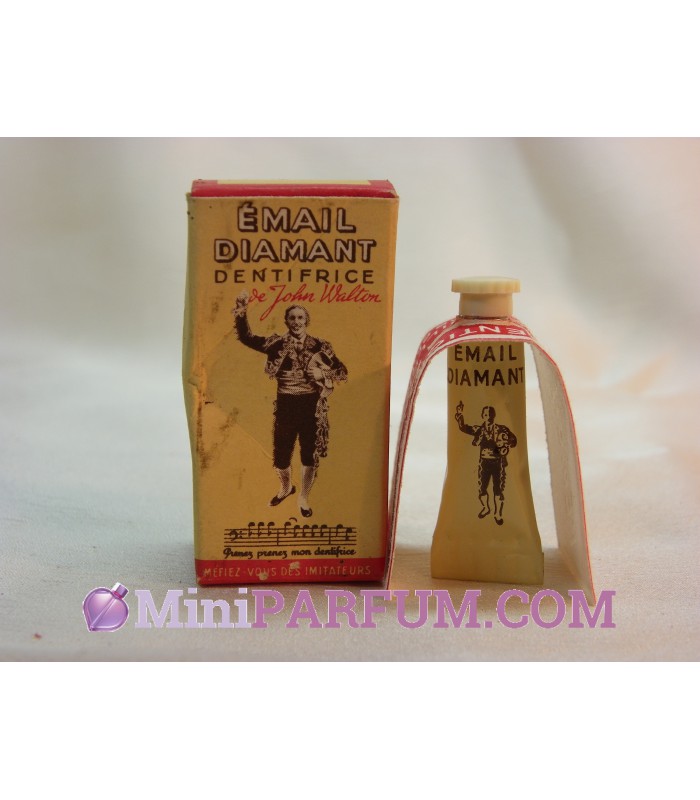 ÉMAIL
DIAMANT
DENTIFRICE
de John Walton
Prenez prenez mon dentifrice
MÉFIEZ-VOUS DES IMITATEURS
ÉMAIL
DIAMANT
MiniPARFUM.COM